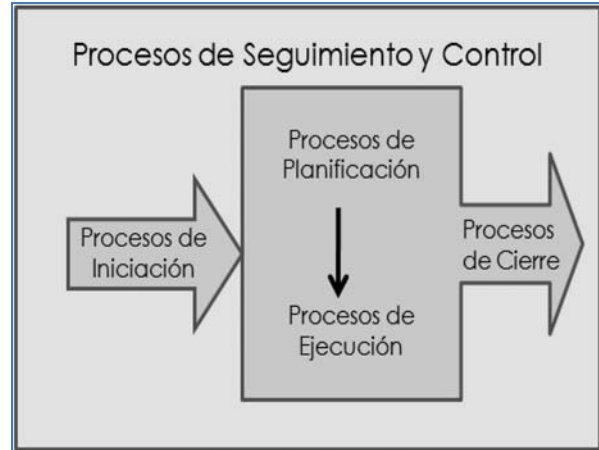 Procesos de Seguimiento y Control
Procesos de
Planificación
Procesos de
Iniciación
Procesos
de Cierre
Procesos de
Ejecución